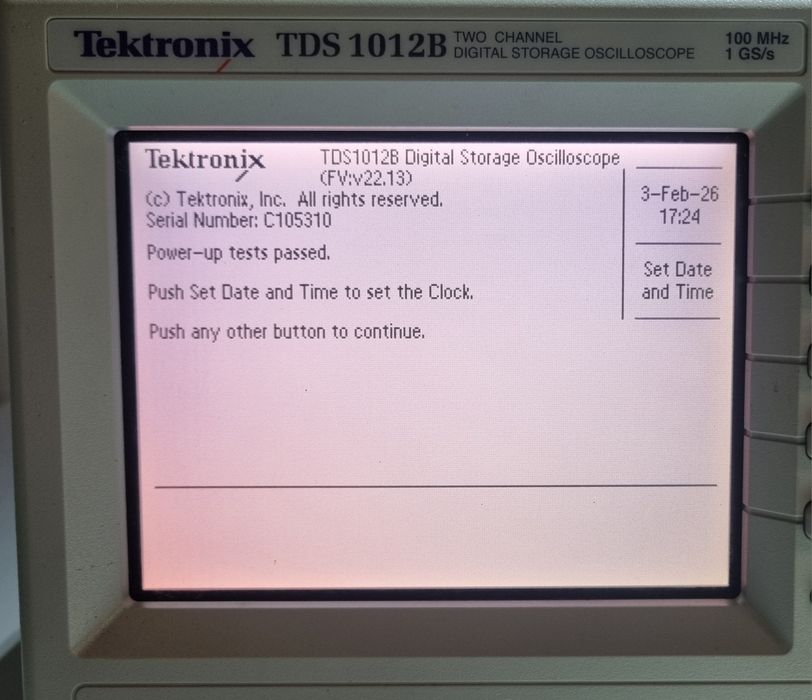 Tektronix TDS 1012B TWO CHANNEL DIGITAL STORAGE OSCILLOSCOPE 100 MHz 1 GS/s
Tektronix
TDS1012B Digital Storage Oscilloscope
(FV:v22.13)
(c) Tektronix, Inc. All rights reserved.
Serial Number: C105310
Power-up tests passed.
Push Set Date and Time to set the Clock.
Push any other button to continue.
3-Feb-26
17:24
Set Date
and Time